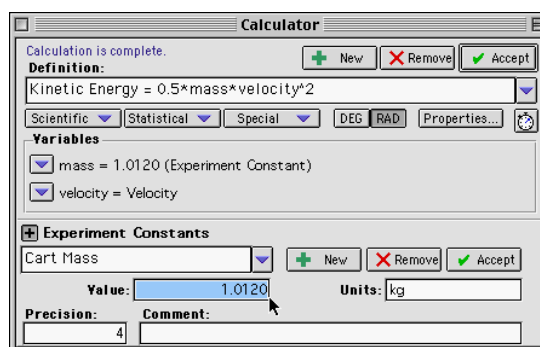 Calculator
Calculation is complete.
Definition:
New Remove Accept
Kinetic Energy = 0.5*mass*velocity^2
Scientific Statistical Special DEG RAD Properties...
Variables
mass = 1.0120 (Experiment Constant)
velocity = Velocity
Experiment Constants
Cart Mass New Remove Accept
Value: 1.0120 Units: kg
Precision: Comment:
4